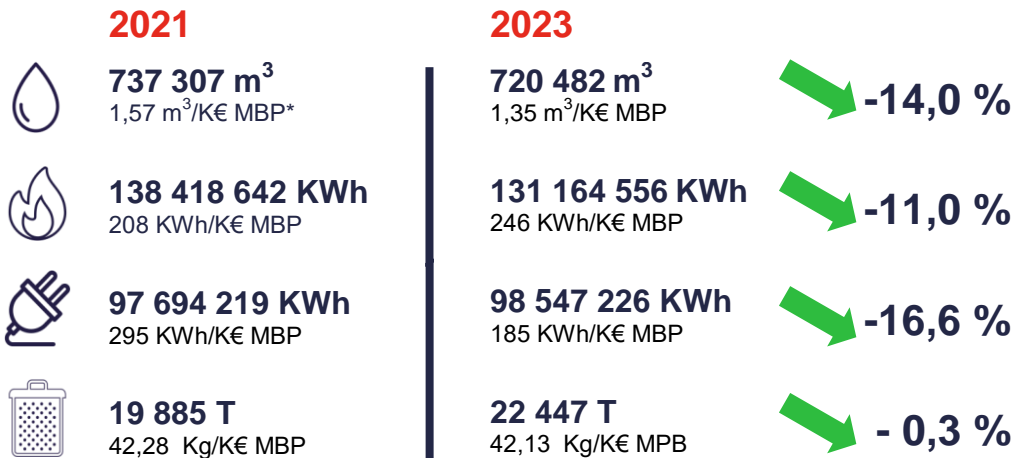 2021
2023
737 307 m³
1,57 m³/K€ MBP*
720 482 m³
1,35 m³/K€ MBP
-14,0 %
138 418 642 KWh
208 KWh/K€ MBP
131 164 556 KWh
246 KWh/K€ MBP
-11,0 %
97 694 219 KWh
295 KWh/K€ MBP
98 547 226 KWh
185 KWh/K€ MBP
-16,6 %
19 885 T
42,28 Kg/K€ MBP
22 447 T
42,13 Kg/K€ MPB
- 0,3 %